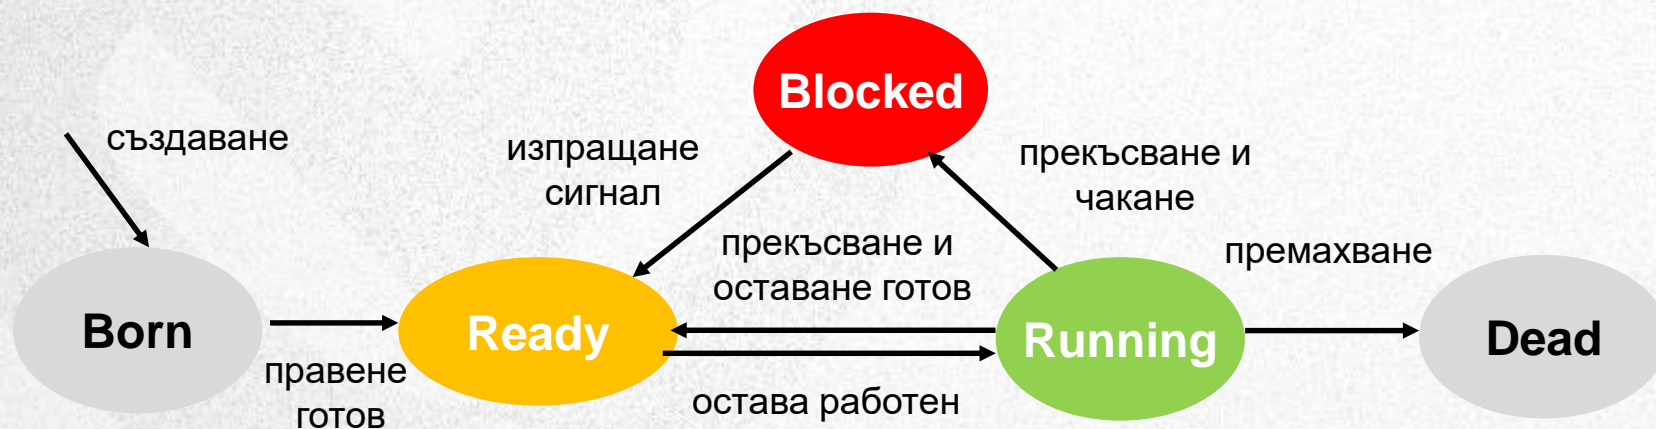 Blocked
създаване
изпращане
сигнал
прекъсване и
чакане
прекъсване и
оставане готов
премахване
Born
Ready
Running
Dead
правене
готов
остава работен